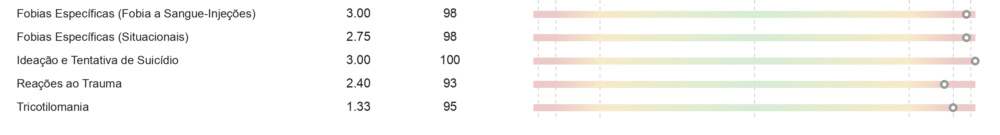 Fobias Específicas (Fobia a Sangue-Injeções) 3.00 98
Fobias Específicas (Situacionais) 2.75 98
Ideação e Tentativa de Suicídio 3.00 100
Reações ao Trauma 2.40 93
Tricotilomania 1.33 95